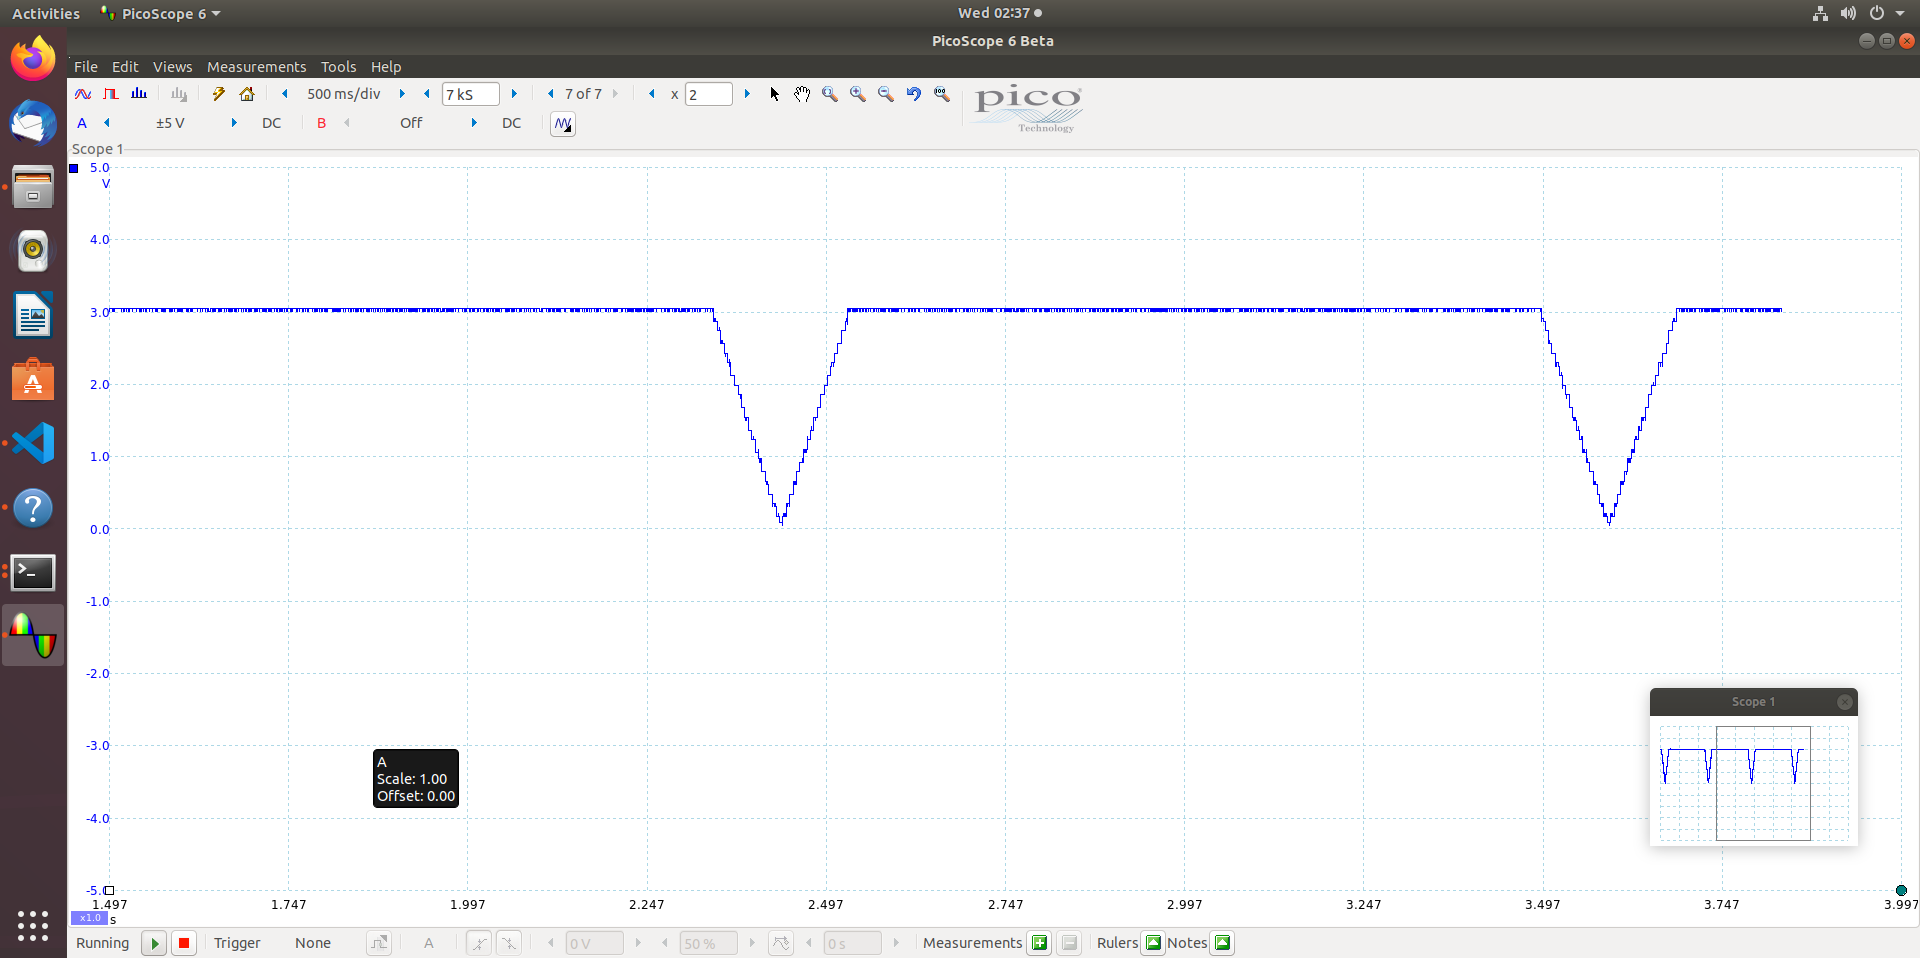 Activities PicoScope 6 Wed 02:37
PicoScope 6 Beta
File Edit Views Measurements Tools Help
500 ms/div 7 kS 7 of 7 x 2
pico
Technology
A ±5 V DC B Off DC
Scope 1
5.0
V
4.0
3.0
2.0
1.0
0.0
-1.0
-2.0
-3.0
-4.0
-5.0
A
Scale: 1.00
Offset: 0.00
Scope 1
1.497 1.747 1.997 2.247 2.497 2.747 2.997 3.247 3.497 3.747 3.997
x1.0 s
Running Trigger None A 0 V 50 % 0 s Measurements Rulers Notes